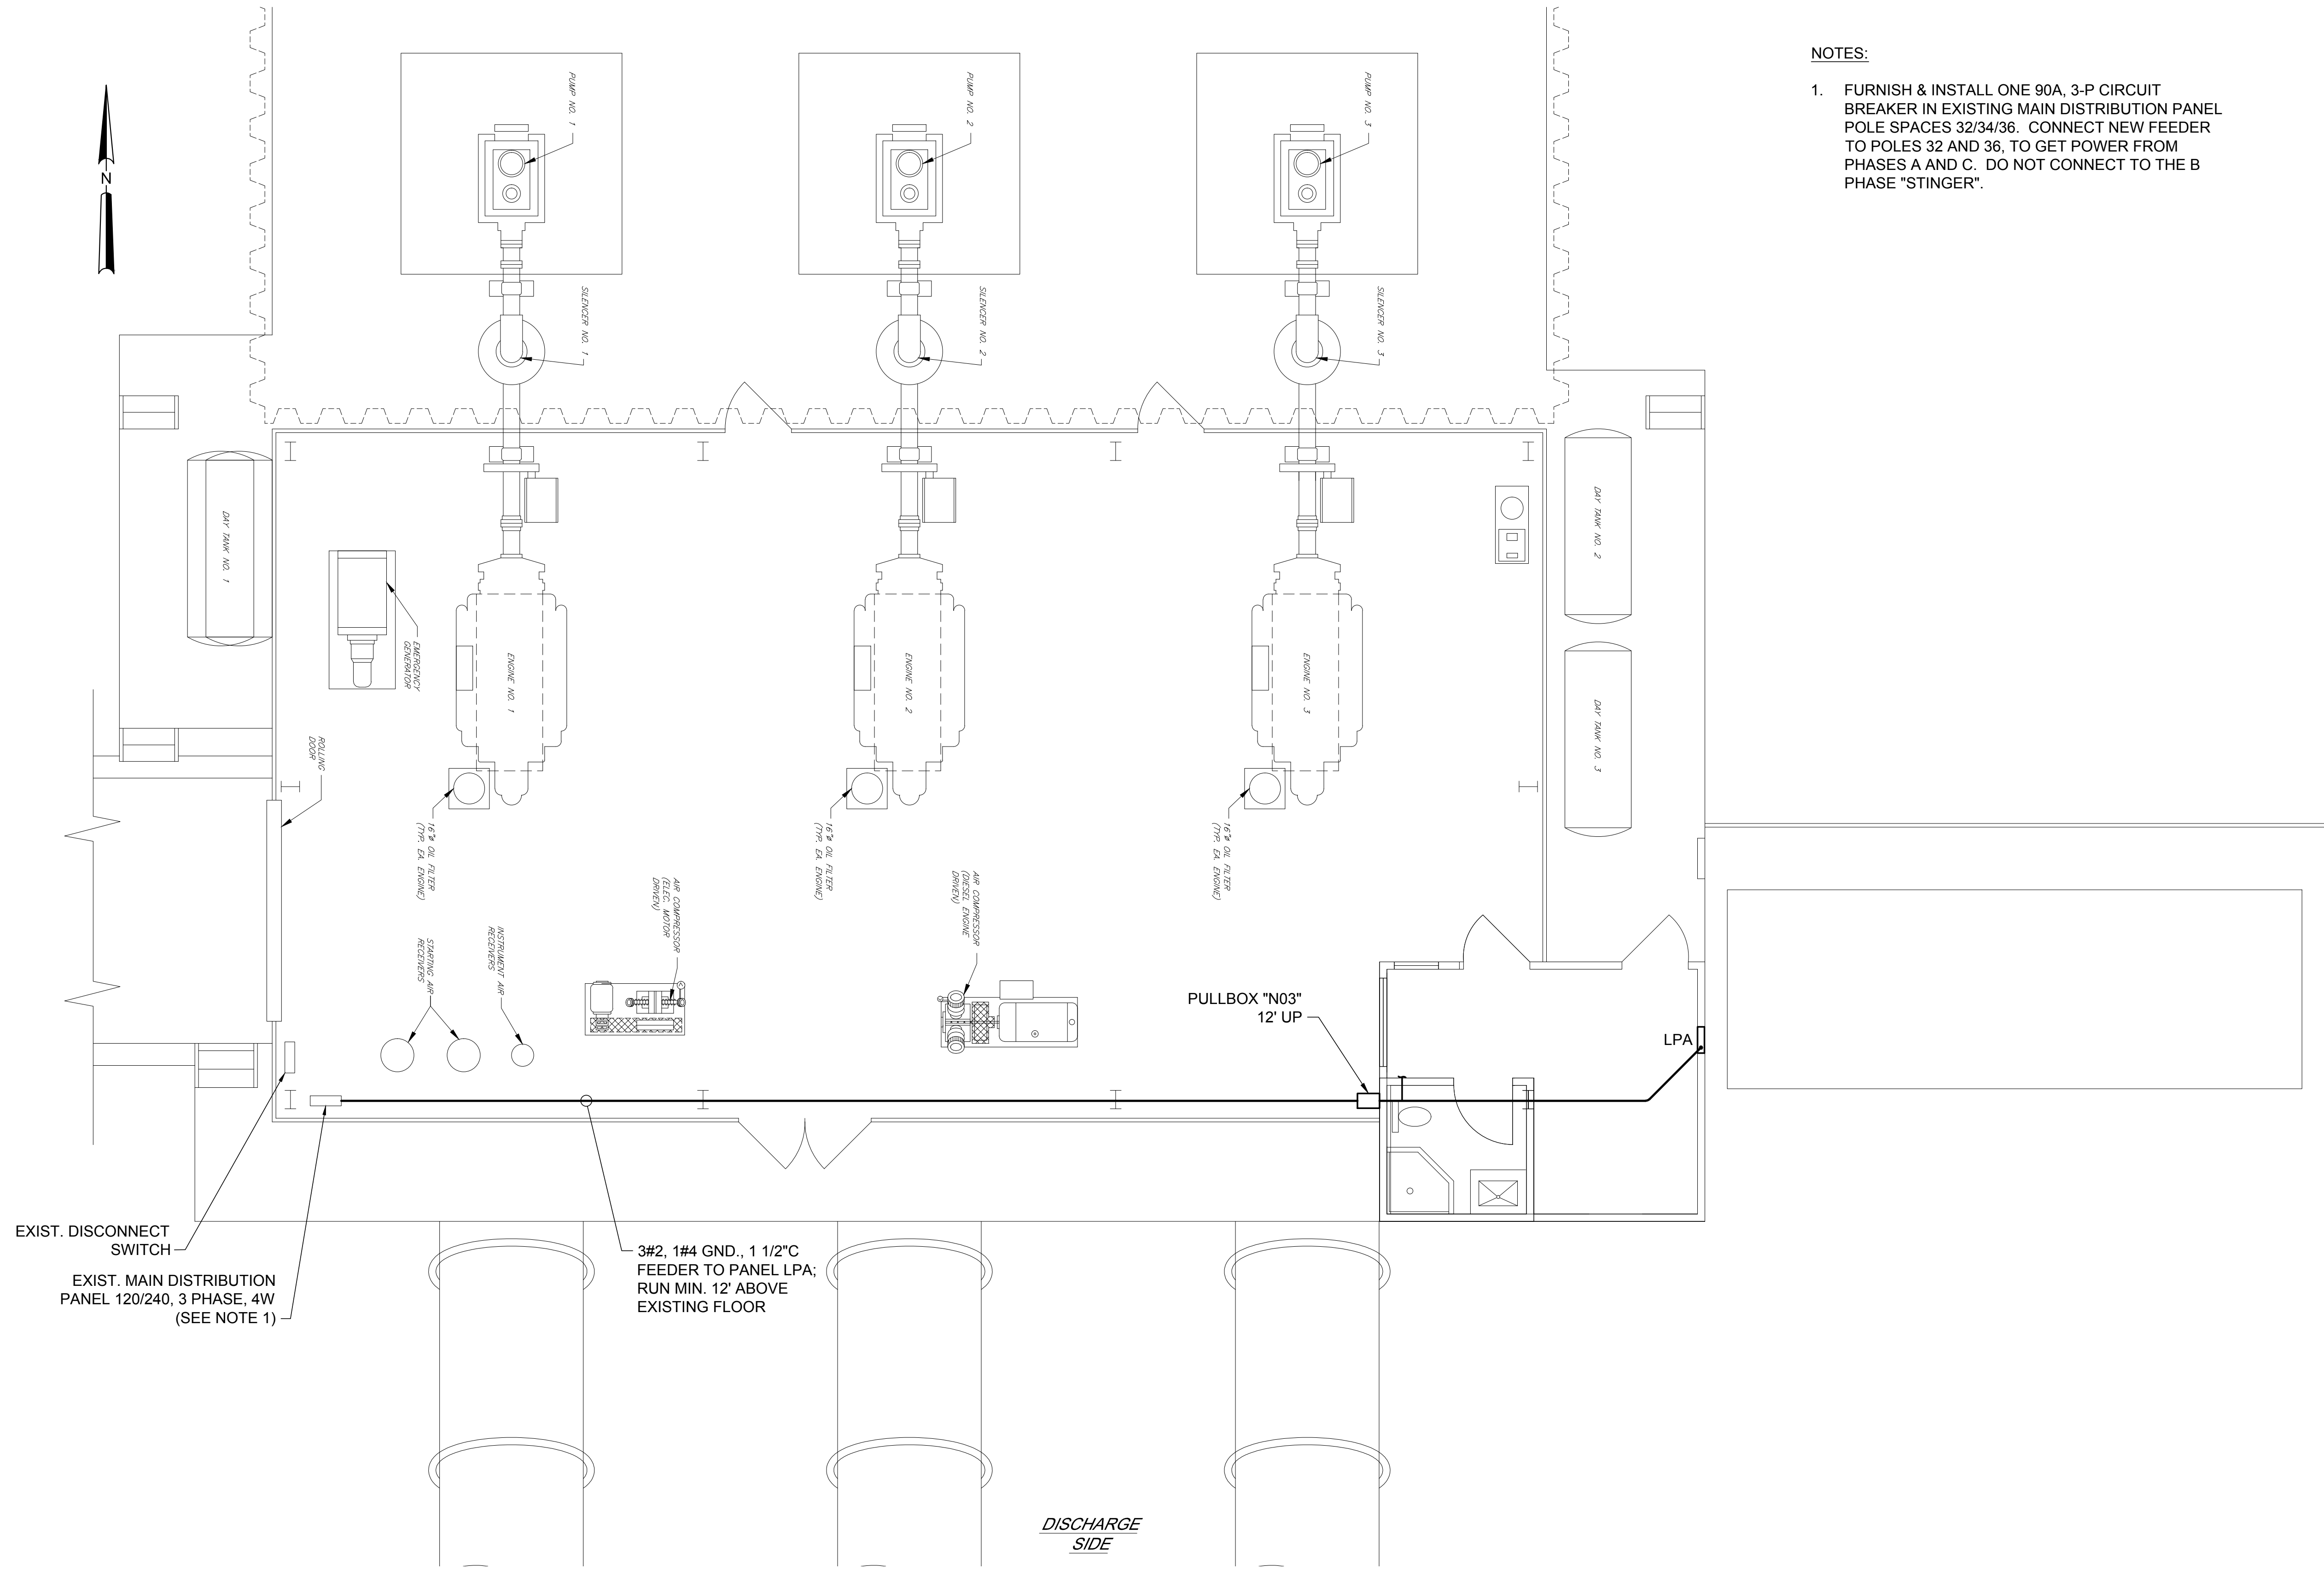 NOTES:
1. FURNISH & INSTALL ONE 90A, 3-P CIRCUIT
BREAKER IN EXISTING MAIN DISTRIBUTION PANEL
POLE SPACES 32/34/36. CONNECT NEW FEEDER
TO POLES 32 AND 36, TO GET POWER FROM
PHASES A AND C. DO NOT CONNECT TO THE B
PHASE "STINGER".
N
PUMP NO. 1
PUMP NO. 2
PUMP NO. 3
SILENCER NO. 1
SILENCER NO. 2
SILENCER NO. 3
DAY TANK NO. 1
DAY TANK NO. 2
DAY TANK NO. 3
EMERGENCY
GENERATOR
ENGINE NO. 1
ENGINE NO. 2
ENGINE NO. 3
ROLLING
DOOR
16"ø OIL FILTER
(TYP. EA. ENGINE)
16"ø OIL FILTER
(TYP. EA. ENGINE)
16"ø OIL FILTER
(TYP. EA. ENGINE)
STARTING AIR
RECEIVERS
INSTRUMENT AIR
RECEIVERS
AIR COMPRESSOR
(ELEC. MOTOR
DRIVEN)
AIR COMPRESSOR
(DIESEL ENGINE
DRIVEN)
PULLBOX "N03"
12' UP
LPA
EXIST. DISCONNECT
SWITCH
EXIST. MAIN DISTRIBUTION
PANEL 120/240, 3 PHASE, 4W
(SEE NOTE 1)
3#2, 1#4 GND., 1 1/2"C
FEEDER TO PANEL LPA;
RUN MIN. 12' ABOVE
EXISTING FLOOR
DISCHARGE
SIDE